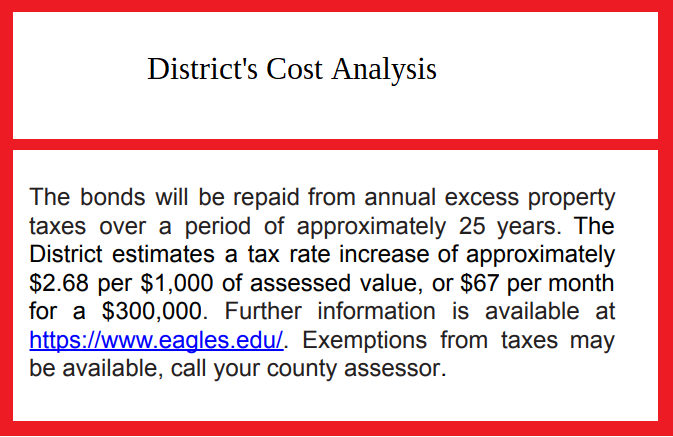 District's Cost Analysis
The bonds will be repaid from annual excess property
taxes over a period of approximately 25 years. The
District estimates a tax rate increase of approximately
$2.68 per $1,000 of assessed value, or $67 per month
for a $300,000. Further information is available at
https://www.eagles.edu/. Exemptions from taxes may
be available, call your county assessor.